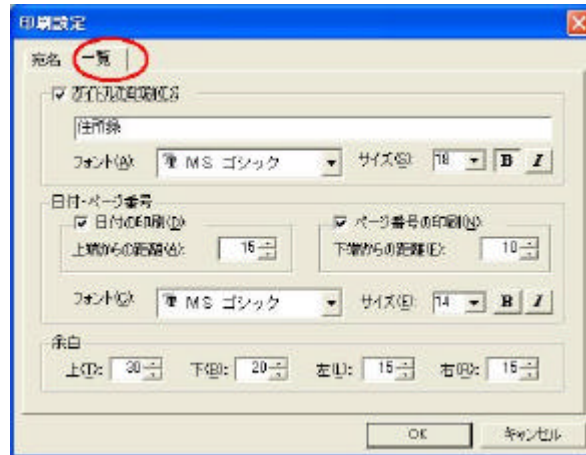 印刷設定
宛名 一覧
タイトルの印刷(S)
住所録
フォント(A): MS ゴシック サイズ(S): 18 B I
日付・ページ番号
日付の印刷(D) ページ番号の印刷(N)
上端からの距離(A): 15 下端からの距離(E): 10
フォント(G): MS ゴシック サイズ(E): 14 B I
余白
上(T): 30 下(B): 20 左(L): 15 右(R): 15
OK キャンセル